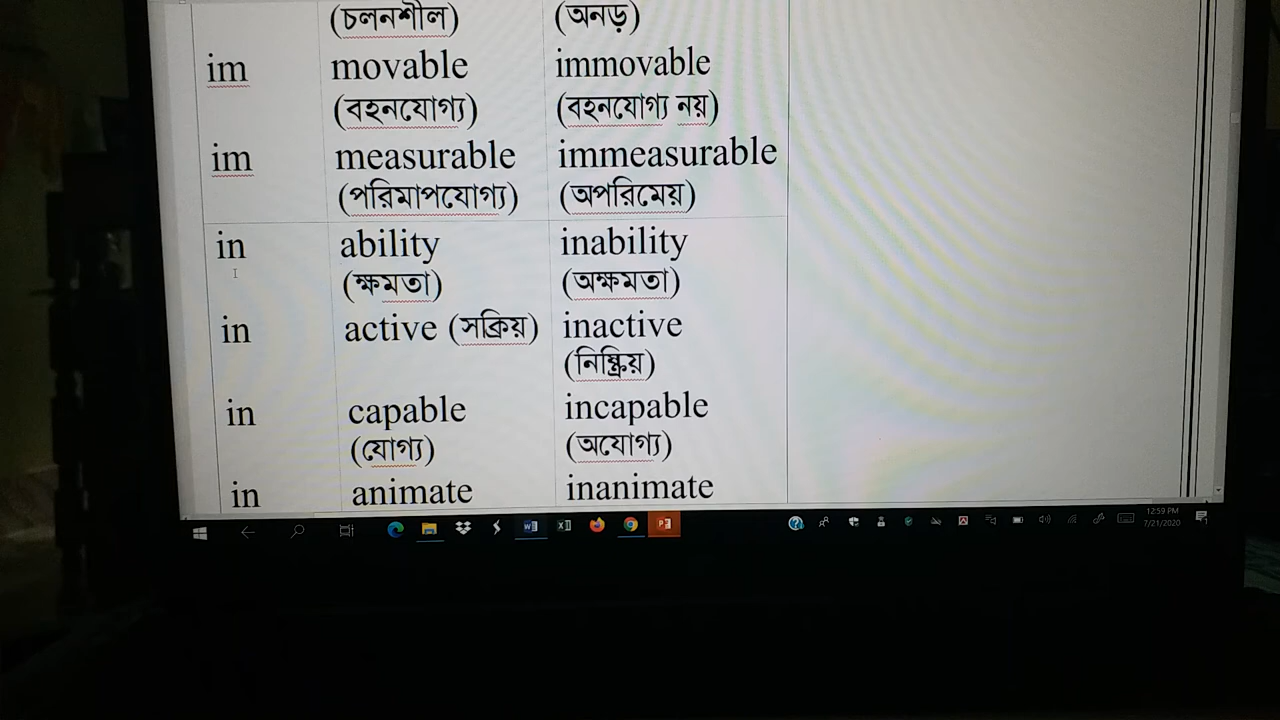 (চলনশীল) (অনড়)
im movable immovable
(বহনযোগ্য) (বহনযোগ্য নয়)
im measurable immeasurable
(পরিমাপযোগ্য) (অপরিমেয়)
in ability inability
(ক্ষমতা) (অক্ষমতা)
in active (সক্রিয়) inactive
(নিষ্ক্রিয়)
in capable incapable
(যোগ্য) (অযোগ্য)
in animate inanimate
12:59 PM
7/21/2020